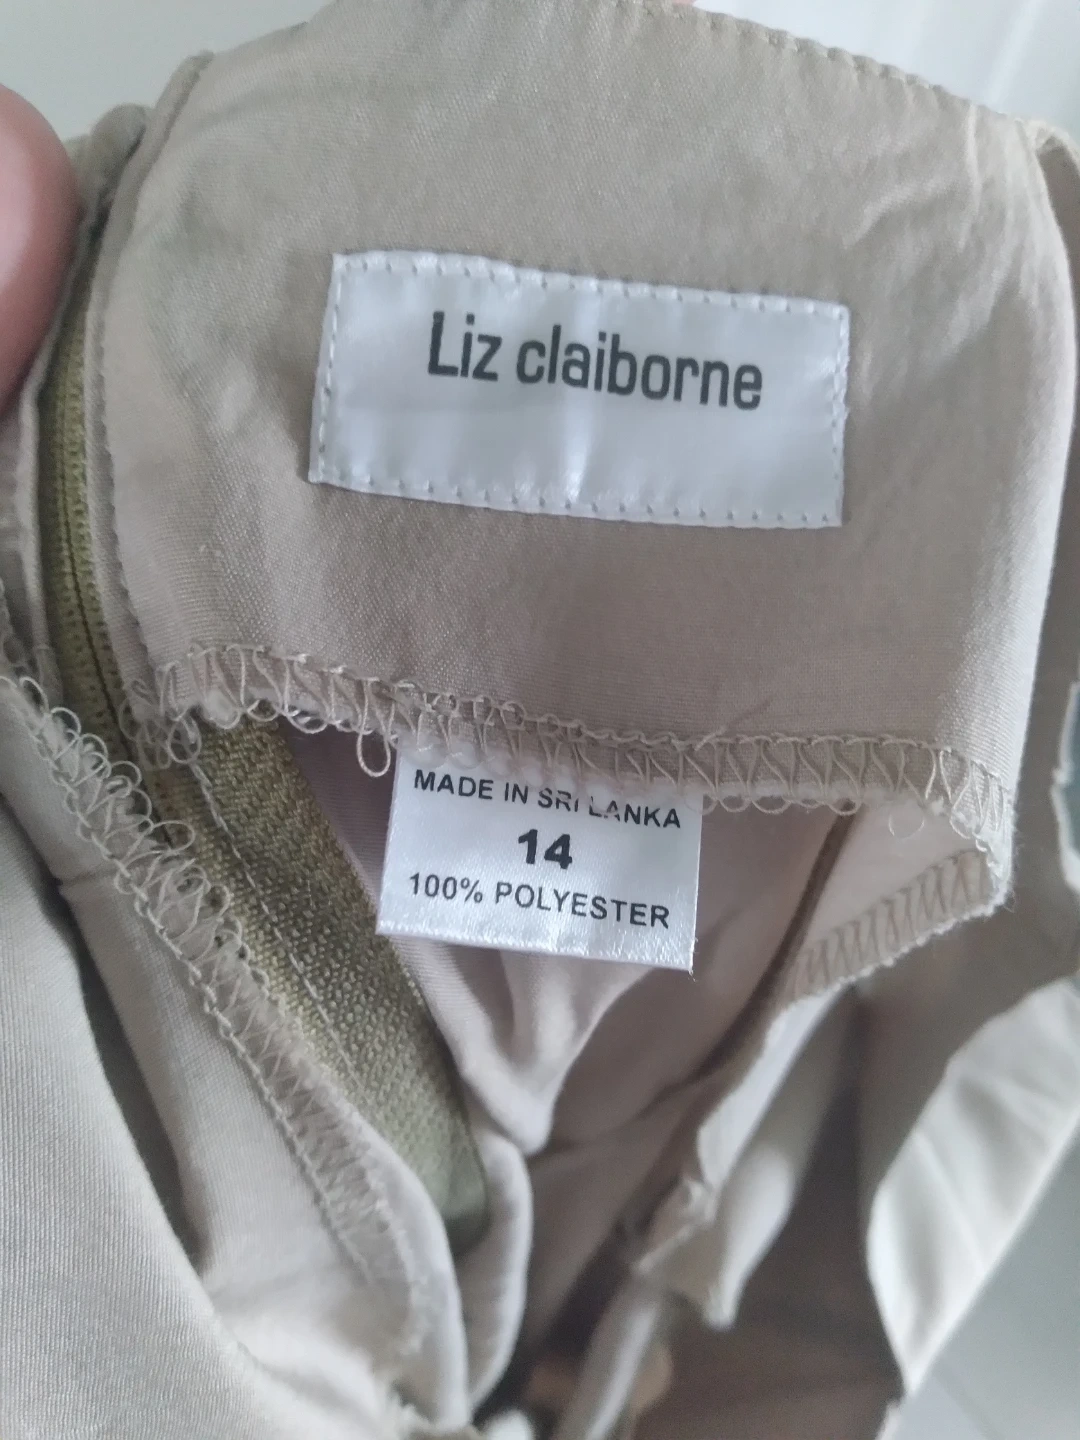 Liz claiborne
MADE IN SRI LANKA
14
100% POLYESTER